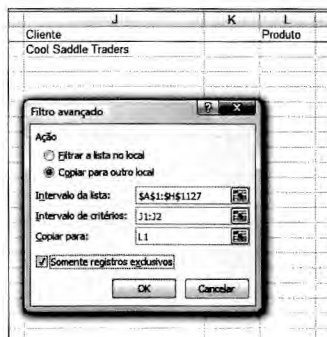 J K L
Cliente Produto
Cool Saddle Traders
Filtro avançado
Ação
Filtrar a lista no local
Copiar para outro local
Intervalo da lista: $A$1:$H$1127
Intervalo de critérios: J1:J2
Copiar para: L1
Somente registros exclusivos
OK Cancelar